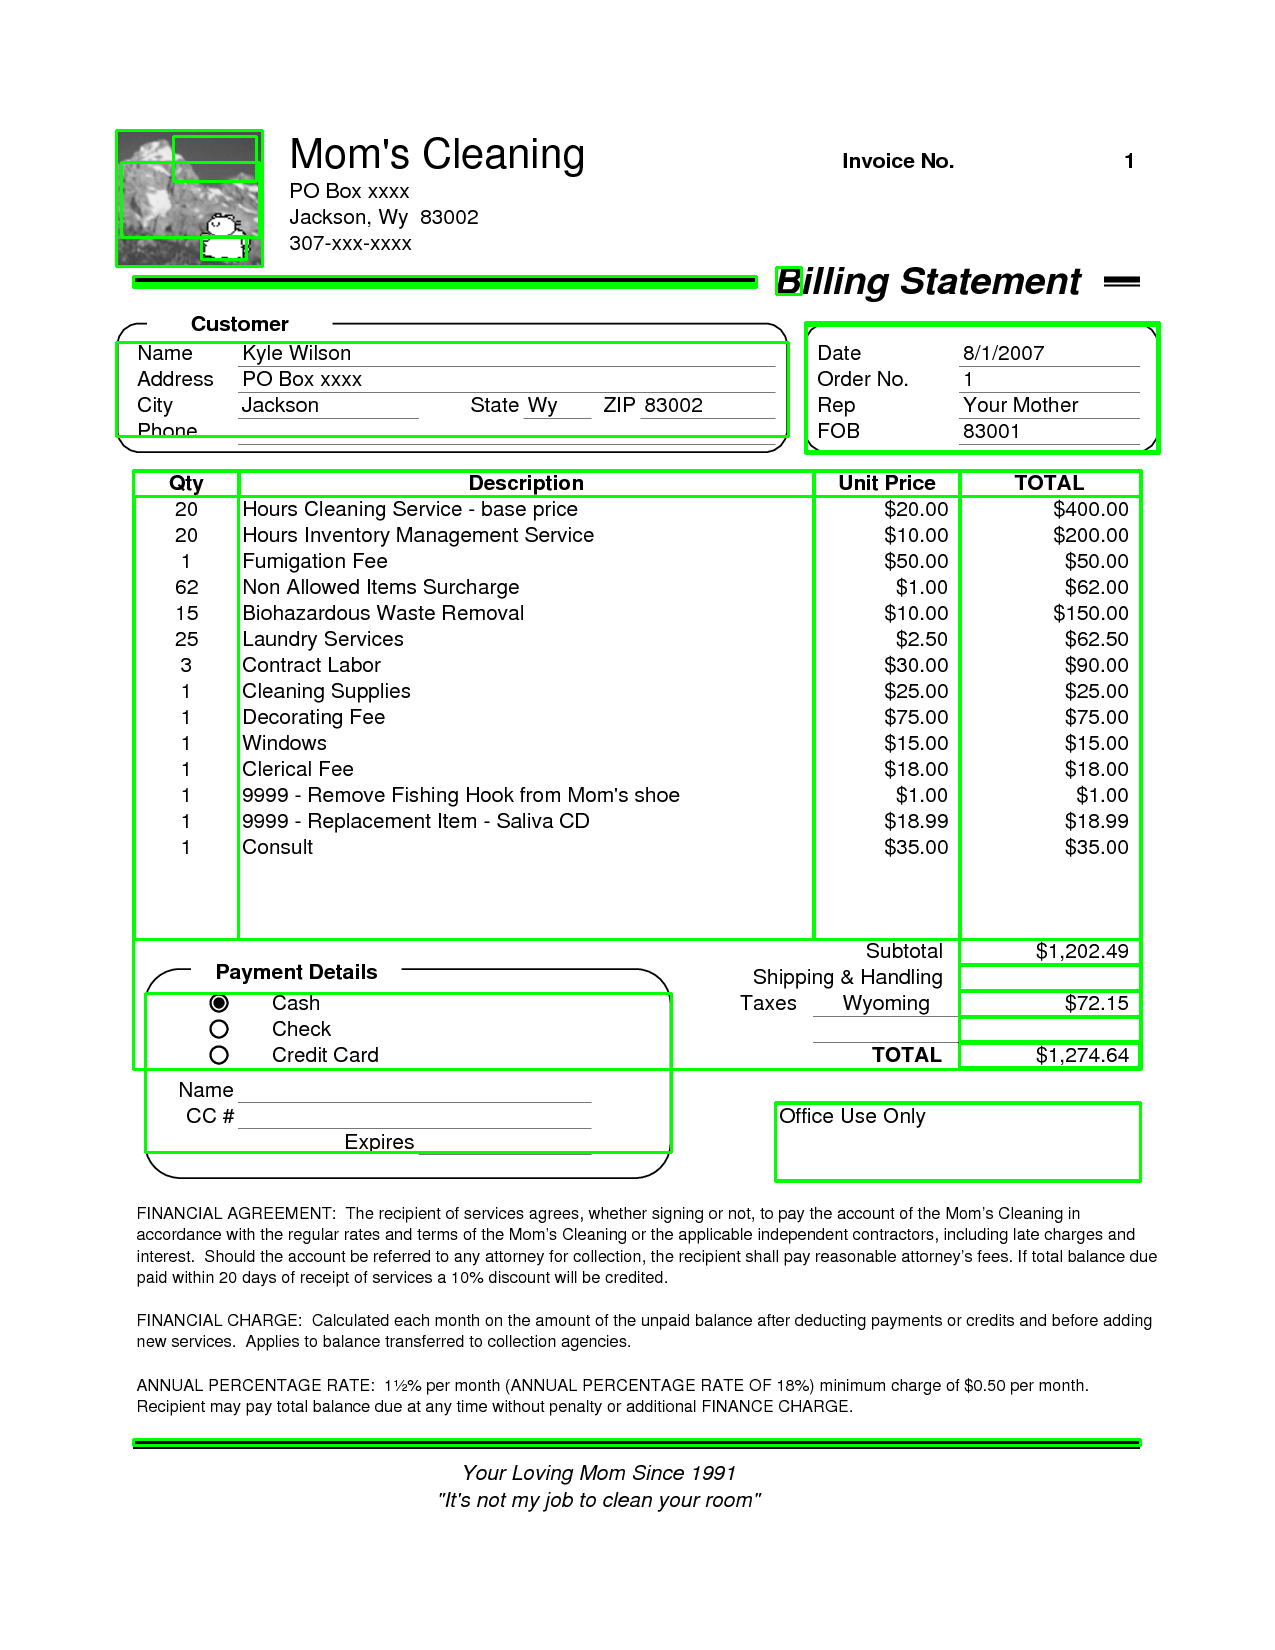 Mom's Cleaning
Invoice No. 1
PO Box xxxx
Jackson, Wy 83002
307-xxx-xxxx
Billing Statement
Customer
Name Kyle Wilson
Address PO Box xxxx
City Jackson State Wy ZIP 83002
Phone
Date 8/1/2007
Order No. 1
Rep Your Mother
FOB 83001
Qty Description Unit Price TOTAL
20 Hours Cleaning Service - base price $20.00 $400.00
20 Hours Inventory Management Service $10.00 $200.00
1 Fumigation Fee $50.00 $50.00
62 Non Allowed Items Surcharge $1.00 $62.00
15 Biohazardous Waste Removal $10.00 $150.00
25 Laundry Services $2.50 $62.50
3 Contract Labor $30.00 $90.00
1 Cleaning Supplies $25.00 $25.00
1 Decorating Fee $75.00 $75.00
1 Windows $15.00 $15.00
1 Clerical Fee $18.00 $18.00
1 9999 - Remove Fishing Hook from Mom's shoe $1.00 $1.00
1 9999 - Replacement Item - Saliva CD $18.99 $18.99
1 Consult $35.00 $35.00
Subtotal $1,202.49
Shipping & Handling
Taxes Wyoming $72.15
TOTAL $1,274.64
Payment Details
Cash
Check
Credit Card
Name
CC #
Expires
Office Use Only
FINANCIAL AGREEMENT: The recipient of services agrees, whether signing or not, to pay the account of the Mom's Cleaning in
accordance with the regular rates and terms of the Mom's Cleaning or the applicable independent contractors, including late charges and
interest. Should the account be referred to any attorney for collection, the recipient shall pay reasonable attorney's fees. If total balance due
paid within 20 days of receipt of services a 10% discount will be credited.
FINANCIAL CHARGE: Calculated each month on the amount of the unpaid balance after deducting payments or credits and before adding
new services. Applies to balance transferred to collection agencies.
ANNUAL PERCENTAGE RATE: 1½% per month (ANNUAL PERCENTAGE RATE OF 18%) minimum charge of $0.50 per month.
Recipient may pay total balance due at any time without penalty or additional FINANCE CHARGE.
Your Loving Mom Since 1991
"It's not my job to clean your room"